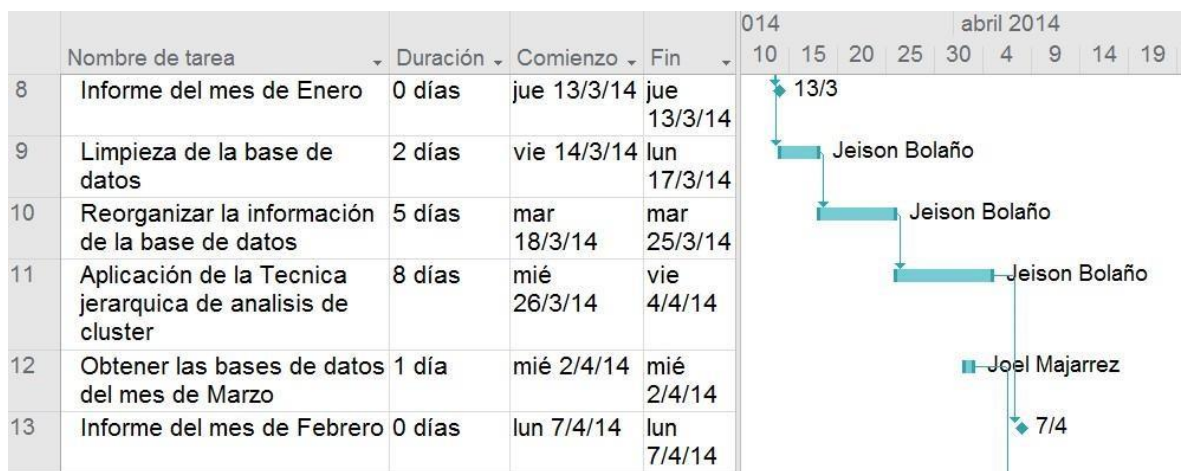 014 abril 2014
Nombre de tarea Duración Comienzo Fin 10 15 20 25 30 4 9 14 19
8 Informe del mes de Enero 0 días jue 13/3/14 jue 13/3
13/3/14
9 Limpieza de la base de 2 días vie 14/3/14 lun Jeison Bolaño
datos 17/3/14
10 Reorganizar la información 5 días mar mar Jeison Bolaño
de la base de datos 18/3/14 25/3/14
11 Aplicación de la Tecnica 8 días mié vie Jeison Bolaño
jerarquica de analisis de 26/3/14 4/4/14
cluster
12 Obtener las bases de datos 1 día mié 2/4/14 mié Joel Majarrez
del mes de Marzo 2/4/14
13 Informe del mes de Febrero 0 días lun 7/4/14 lun 7/4
7/4/14